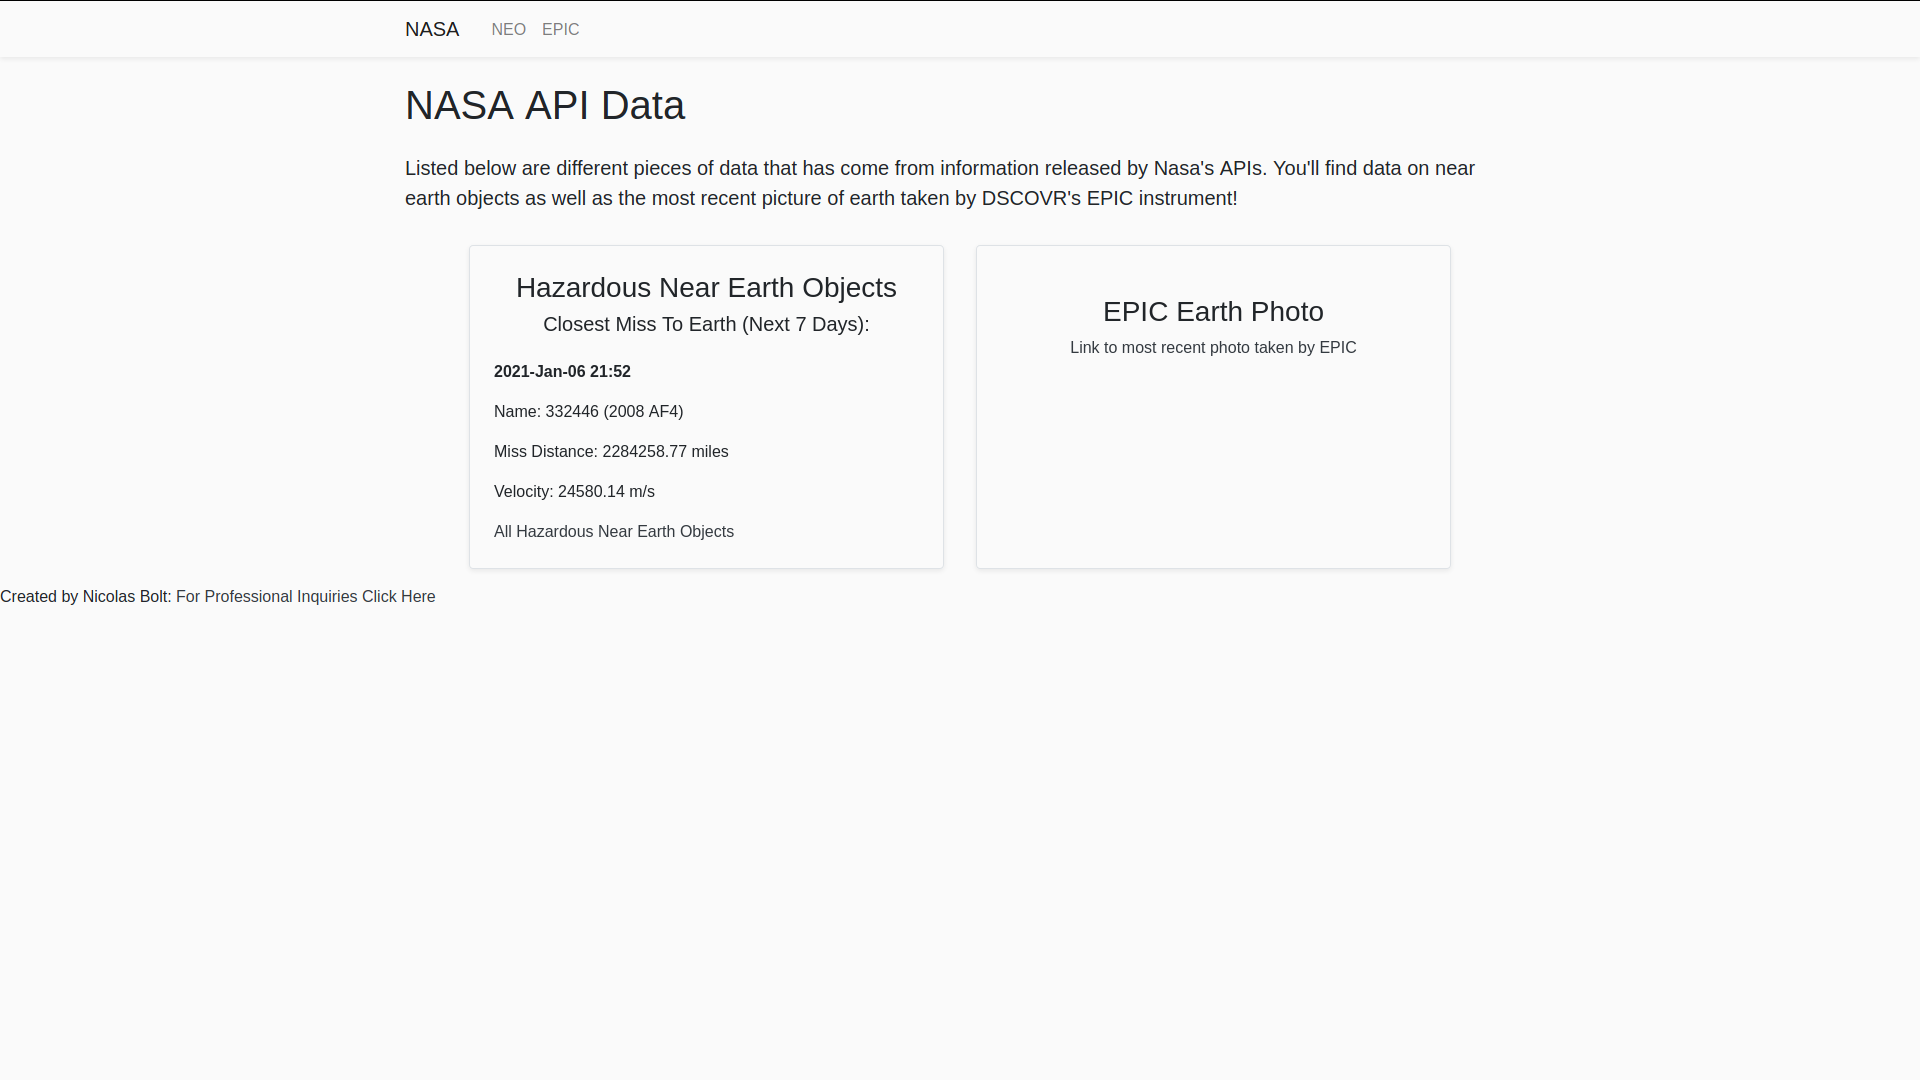 NASA NEO EPIC
NASA API Data
Listed below are different pieces of data that has come from information released by Nasa's APIs. You'll find data on near
earth objects as well as the most recent picture of earth taken by DSCOVR's EPIC instrument!
Hazardous Near Earth Objects
Closest Miss To Earth (Next 7 Days):
2021-Jan-06 21:52
Name: 332446 (2008 AF4)
Miss Distance: 2284258.77 miles
Velocity: 24580.14 m/s
All Hazardous Near Earth Objects
EPIC Earth Photo
Link to most recent photo taken by EPIC
Created by Nicolas Bolt: For Professional Inquiries Click Here